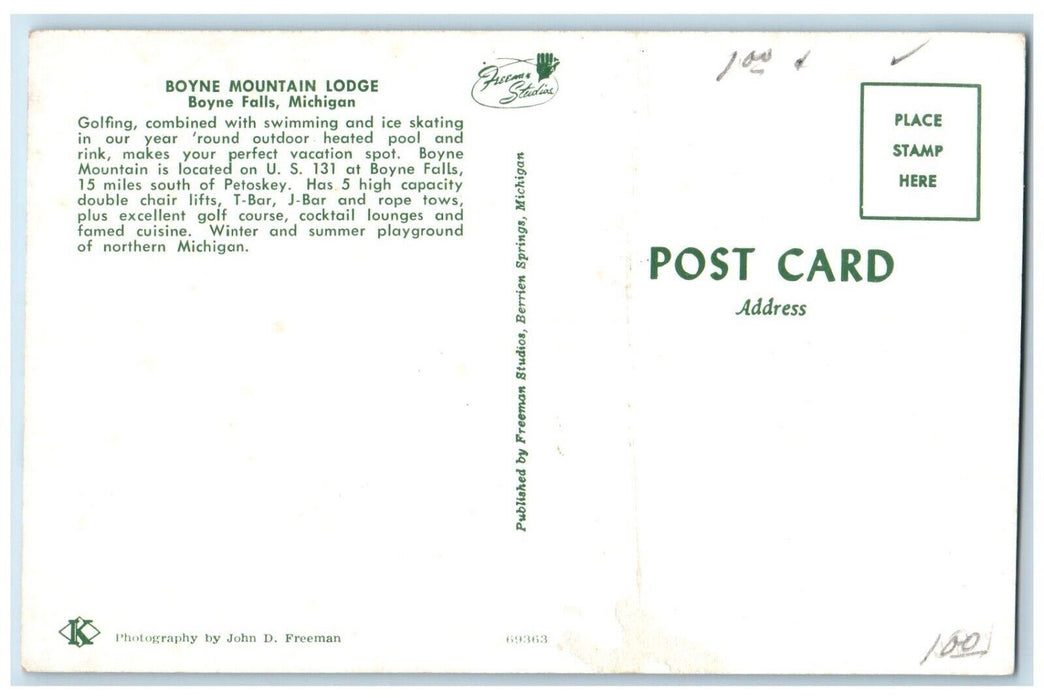 BOYNE MOUNTAIN LODGE
Boyne Falls, Michigan
Golfing, combined with swimming and ice skating
in our year 'round outdoor heated pool and
rink, makes your perfect vacation spot. Boyne
Mountain is located on U. S. 131 at Boyne Falls,
15 miles south of Petoskey. Has 5 high capacity
double chair lifts, T-Bar, J-Bar and rope tows,
plus excellent golf course, cocktail lounges and
famed cuisine. Winter and summer playground
of northern Michigan.
Freeman
Studios
Published by Freeman Studios, Berrien Springs, Michigan
1.00
PLACE
STAMP
HERE
POST CARD
Address
K
Photography by John D. Freeman
69363
1.00